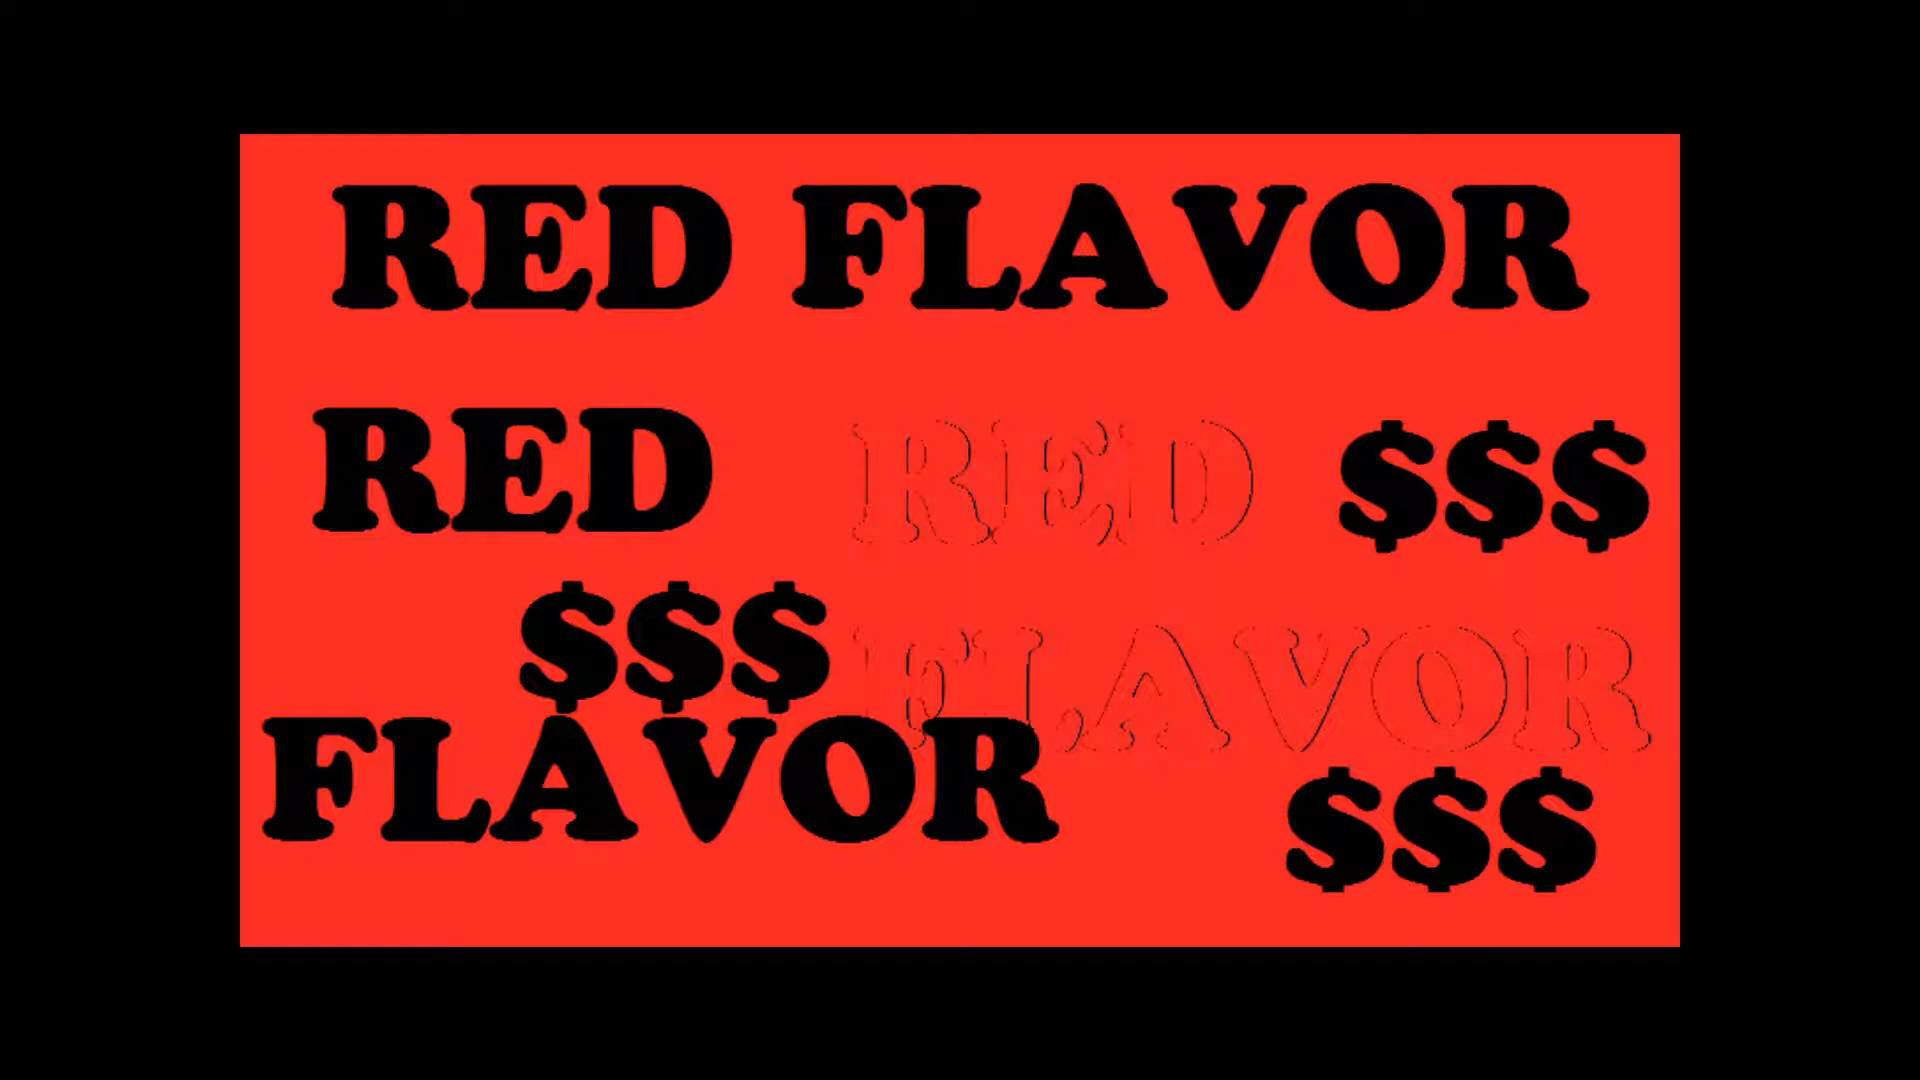 RED FLAVOR
RED RED $$$
$$$
FLAVOR
FLAVOR
$$$